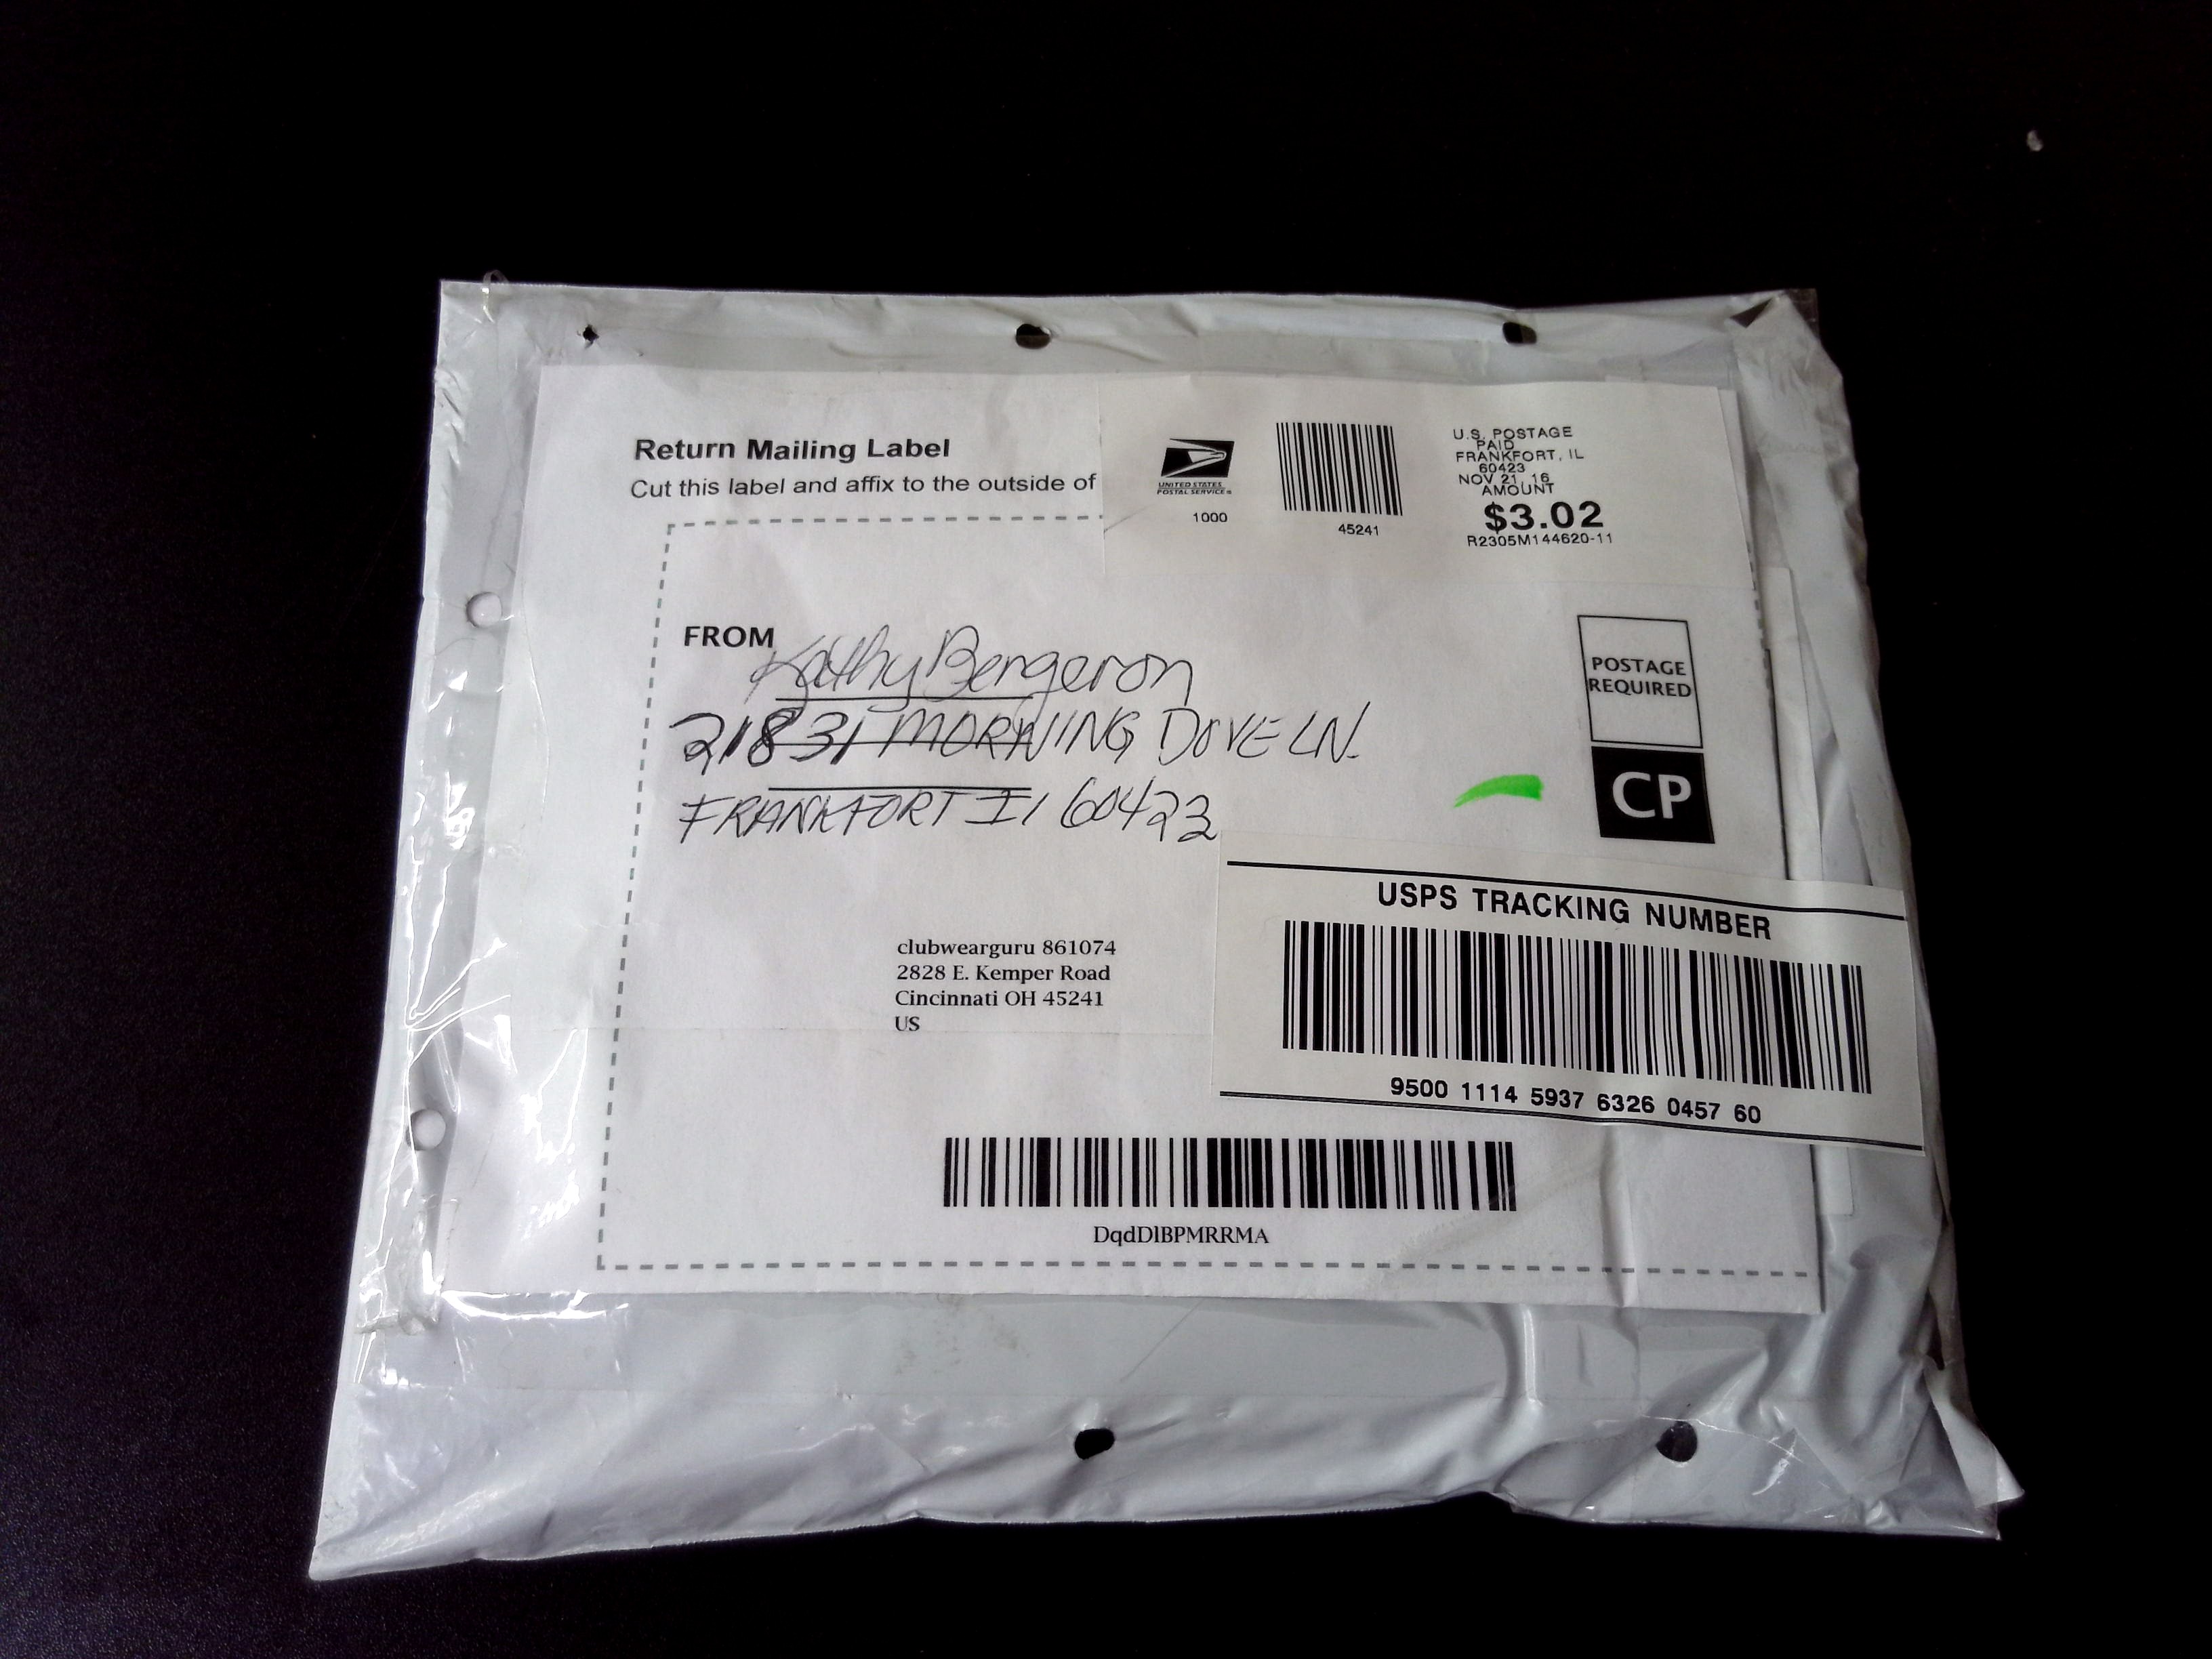 Return Mailing Label
Cut this label and affix to the outside of
UNITED STATES
POSTAL SERVICE®
1000
45241
U.S. POSTAGE
PAID
FRANKFORT, IL
60423
NOV 21, 16
AMOUNT
$3.02
R2305M144620-11
FROM
Kathy Bergeron
21831 MORNING DOVE LN.
FRANKFORT Il 60423
POSTAGE
REQUIRED
CP
clubwearguru 861074
2828 E. Kemper Road
Cincinnati OH 45241
US
USPS TRACKING NUMBER
9500 1114 5937 6326 0457 60
DqdDlBPMRRMA